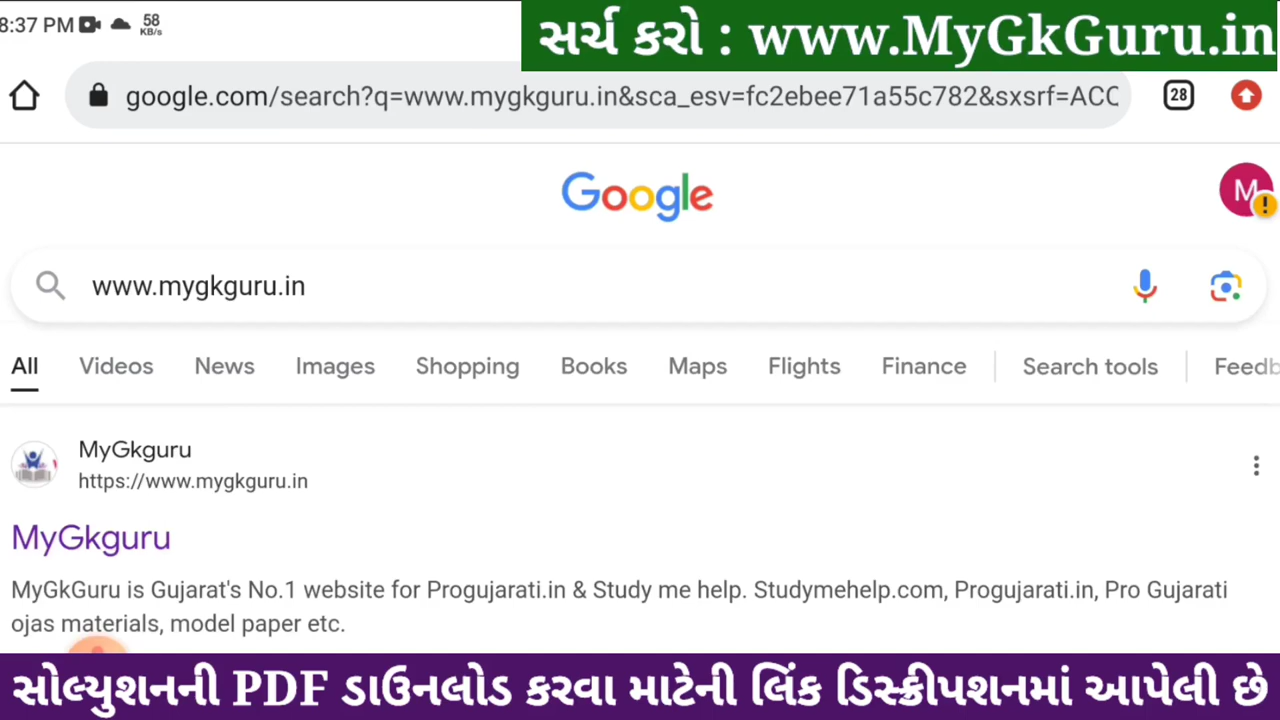 8:37 PM 58 KB/s
સર્ચ કરો : www.MyGkGuru.in
google.com/search?q=www.mygkguru.in&sca_esv=fc2ebee71a55c782&sxsrf=ACC
28
Google
M
www.mygkguru.in
All Videos News Images Shopping Books Maps Flights Finance Search tools Feedb
MyGkguru
https://www.mygkguru.in
MyGkguru
MyGkGuru is Gujarat's No.1 website for Progujarati.in & Study me help. Studymehelp.com, Progujarati.in, Pro Gujarati
ojas materials, model paper etc.
સોલ્યુશનની PDF ડાઉનલોડ કરવા માટેની લિંક ડિસ્ક્રીપશનમાં આપેલી છે